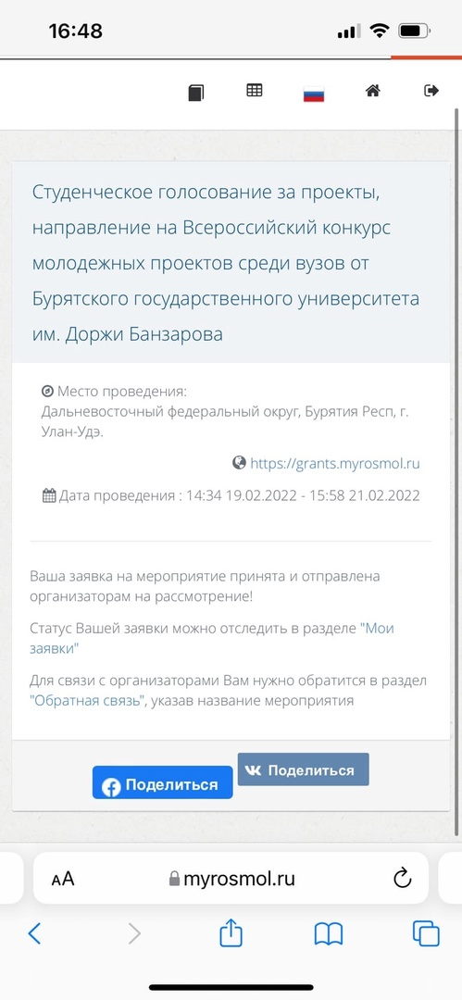 16:48
Студенческое голосование за проекты,
направление на Всероссийский конкурс
молодежных проектов среди вузов от
Бурятского государственного университета
им. Доржи Банзарова
Место проведения:
Дальневосточный федеральный округ, Бурятия Респ, г.
Улан-Удэ.
https://grants.myrosmol.ru
Дата проведения : 14:34 19.02.2022 - 15:58 21.02.2022
Ваша заявка на мероприятие принята и отправлена
организаторам на рассмотрение!
Статус Вашей заявки можно отследить в разделе "Мои
заявки"
Для связи с организаторами Вам нужно обратится в раздел
"Обратная связь", указав название мероприятия
Поделиться
Поделиться
AA myrosmol.ru